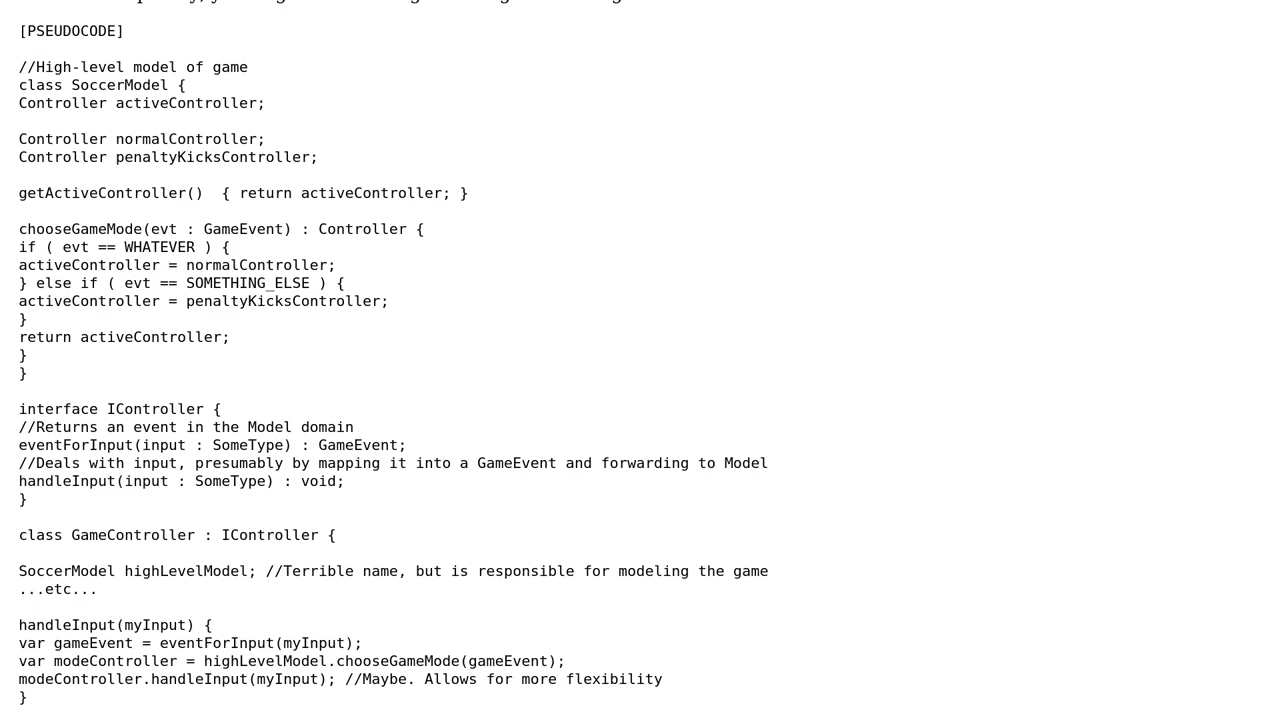 [PSEUDOCODE]
//High-level model of game
class SoccerModel {
Controller activeController;
Controller normalController;
Controller penaltyKicksController;
getActiveController()  { return activeController; }
chooseGameMode(evt : GameEvent) : Controller {
if ( evt == WHATEVER ) {
activeController = normalController;
} else if ( evt == SOMETHING_ELSE ) {
activeController = penaltyKicksController;
}
return activeController;
}
}
interface IController {
//Returns an event in the Model domain
eventForInput(input : SomeType) : GameEvent;
//Deals with input, presumably by mapping it into a GameEvent and forwarding to Model
handleInput(input : SomeType) : void;
}
class GameController : IController {
SoccerModel highLevelModel; //Terrible name, but is responsible for modeling the game
...etc...
handleInput(myInput) {
var gameEvent = eventForInput(myInput);
var modeController = highLevelModel.chooseGameMode(gameEvent);
modeController.handleInput(myInput); //Maybe. Allows for more flexibility
}